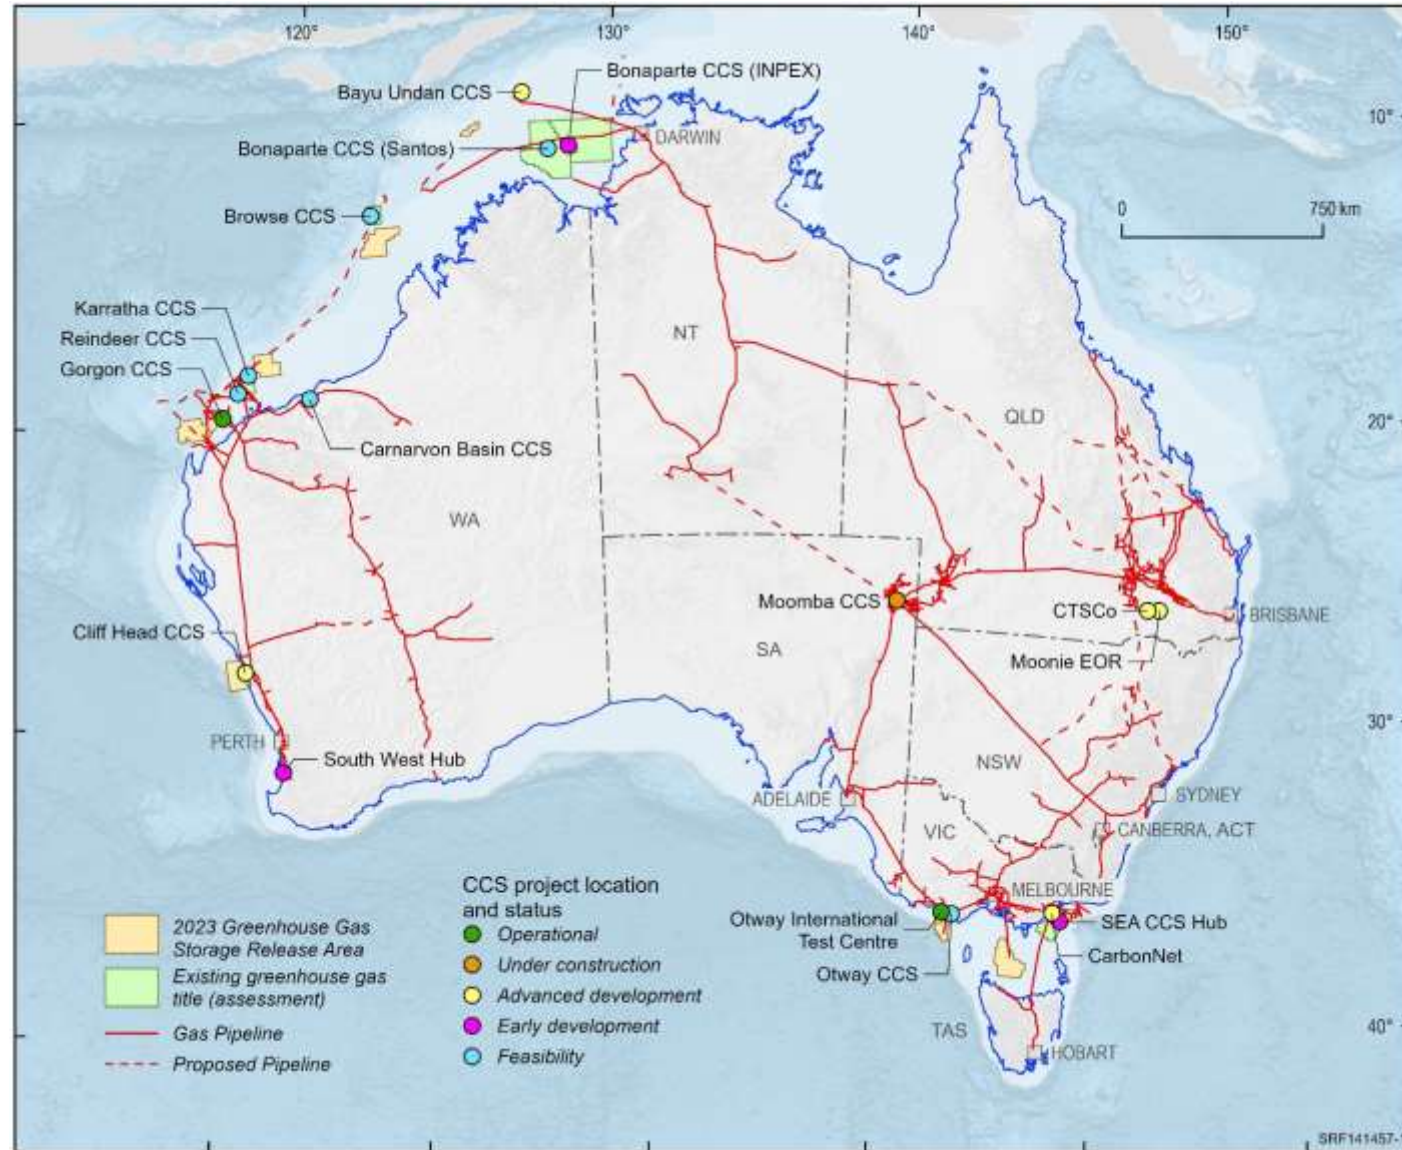 120°
130°
140°
150°
Bonaparte CCS (INPEX)
Bayu Undan CCS
10°
DARWIN
Bonaparte CCS (Santos)
0
750 km
Browse CCS
Karratha CCS
Reindeer CCS
Gorgon CCS
NT
QLD
20°
Carnarvon Basin CCS
WA
Moomba CCS
CTSCo
BRISBANE
Cliff Head CCS
SA
Moonie EOR
30°
PERTH
South West Hub
NSW
ADELAIDE
SYDNEY
VIC
CANBERRA, ACT
MELBOURNE
Otway International
Test Centre
SEA CCS Hub
Otway CCS
CarbonNet
TAS
40°
HOBART
2023 Greenhouse Gas
Storage Release Area
Existing greenhouse gas
title (assessment)
Gas Pipeline
Proposed Pipeline
CCS project location
and status
Operational
Under construction
Advanced development
Early development
Feasibility
SRF141457-1